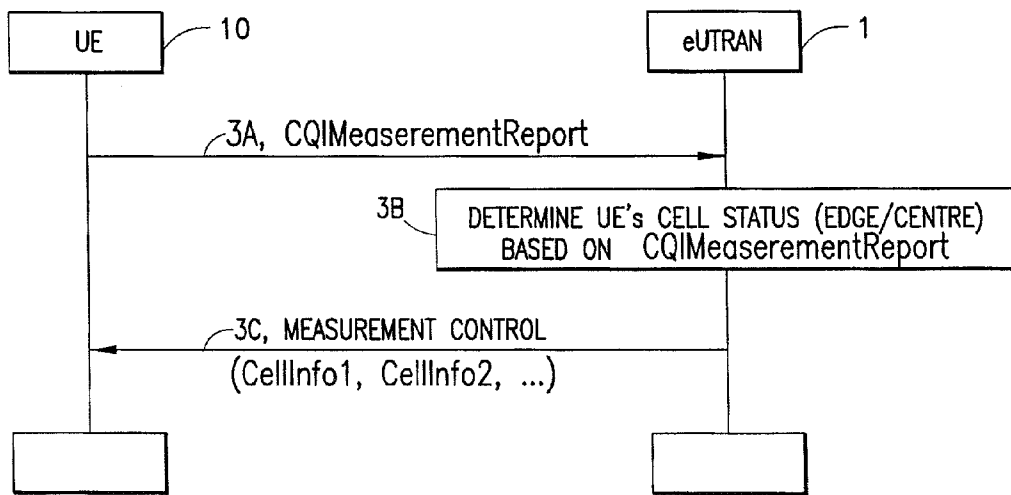 UE
10
eUTRAN
1
3A, CQIMeaserementReport
3B
DETERMINE UE's CELL STATUS (EDGE/CENTRE)
BASED ON CQIMeaserementReport
3C, MEASUREMENT CONTROL
(CellInfo1, CellInfo2, ...)